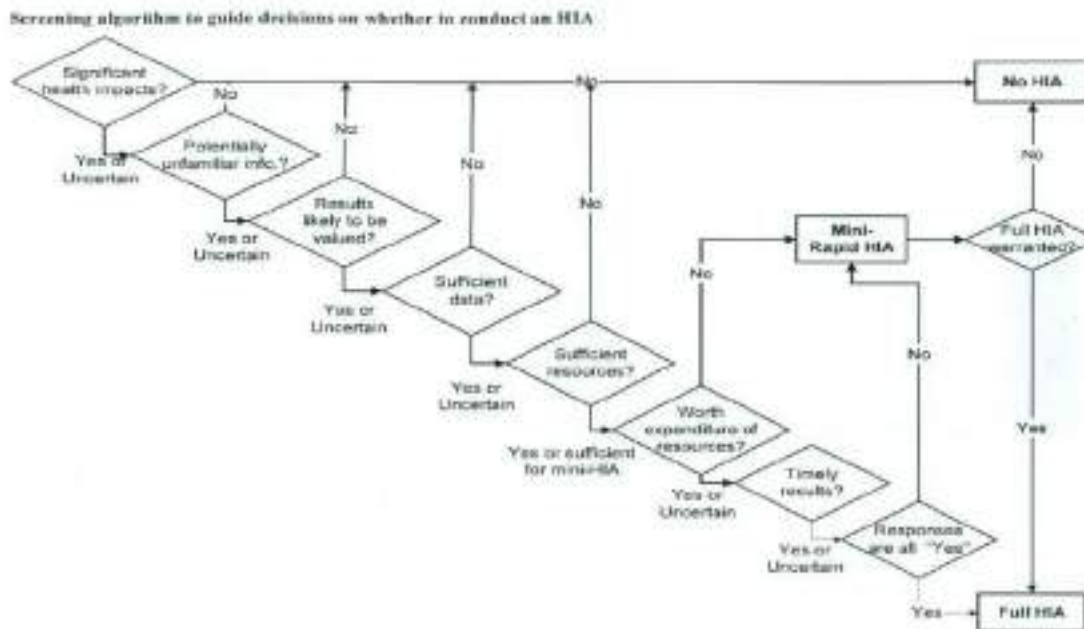 Screening algorithm to guide decisions on whether to conduct an HIA
Significant
health impacts?
No
No
No HIA
Yes or
Uncertain
Potentially
unfamiliar info.?
No
No
No
No
Yes or
Uncertain
Results
likely to be
valued?
Mini-
Rapid HIA
Full HIA
warranted?
Yes or
Uncertain
Sufficient
data?
No
No
Yes or
Uncertain
Sufficient
resources?
Yes or sufficient
for mini-HIA
Worth
expenditure of
resources?
Yes
Yes or
Uncertain
Timely
results?
Yes or
Uncertain
Responses
are all "Yes"
Yes
Full HIA